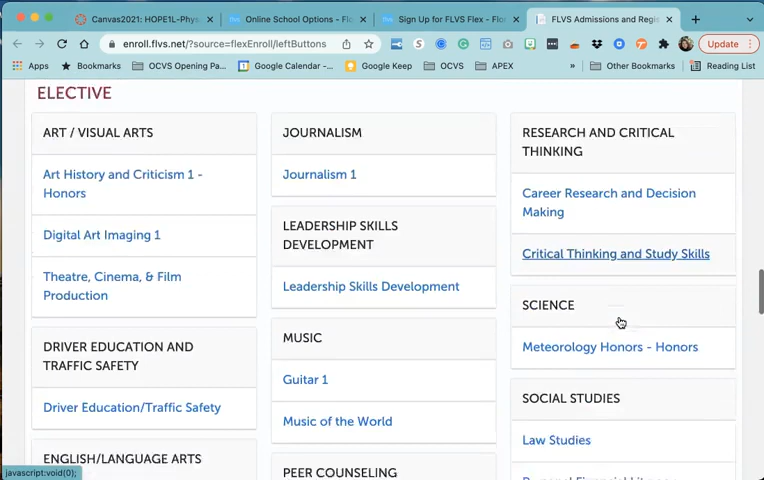 Canvas2021: HOPE1L-Phys
Online School Options - Flo
Sign Up for FLVS Flex - Flor
FLVS Admissions and Regis
enroll.flvs.net/?source=flexEnroll/leftButtons
Update
Apps
Bookmarks
OCVS Opening Pa...
Google Calendar -...
Google Keep
OCVS
APEX
»
Other Bookmarks
Reading List
ELECTIVE
ART / VISUAL ARTS
Art History and Criticism 1 -
Honors
Digital Art Imaging 1
Theatre, Cinema, & Film
Production
DRIVER EDUCATION AND
TRAFFIC SAFETY
Driver Education/Traffic Safety
ENGLISH/LANGUAGE ARTS
JOURNALISM
Journalism 1
LEADERSHIP SKILLS
DEVELOPMENT
Leadership Skills Development
MUSIC
Guitar 1
Music of the World
PEER COUNSELING
RESEARCH AND CRITICAL
THINKING
Career Research and Decision
Making
Critical Thinking and Study Skills
SCIENCE
Meteorology Honors - Honors
SOCIAL STUDIES
Law Studies
Personal Financial
javascript:void(0);